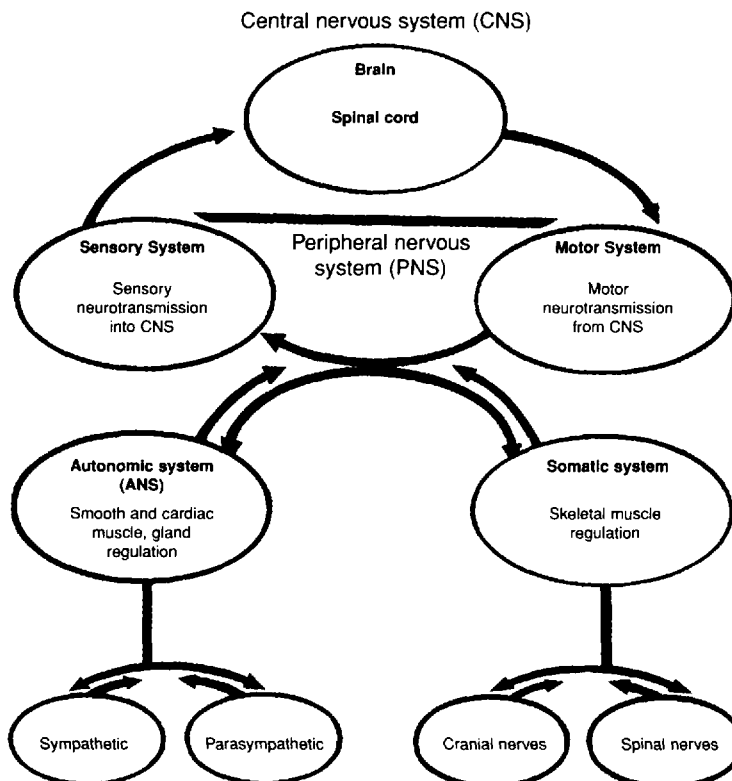 Central nervous system (CNS)
Brain
Spinal cord
Sensory System
Sensory
neurotransmission
into CNS
Peripheral nervous
system (PNS)
Motor System
Motor
neurotransmission
from CNS
Autonomic system
(ANS)
Smooth and cardiac
muscle, gland
regulation
Somatic system
Skeletal muscle
regulation
Sympathetic
Parasympathetic
Cranial nerves
Spinal nerves